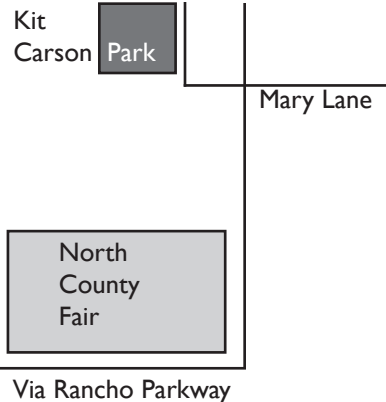 Kit
Carson Park
Mary Lane
North
County
Fair
Via Rancho Parkway